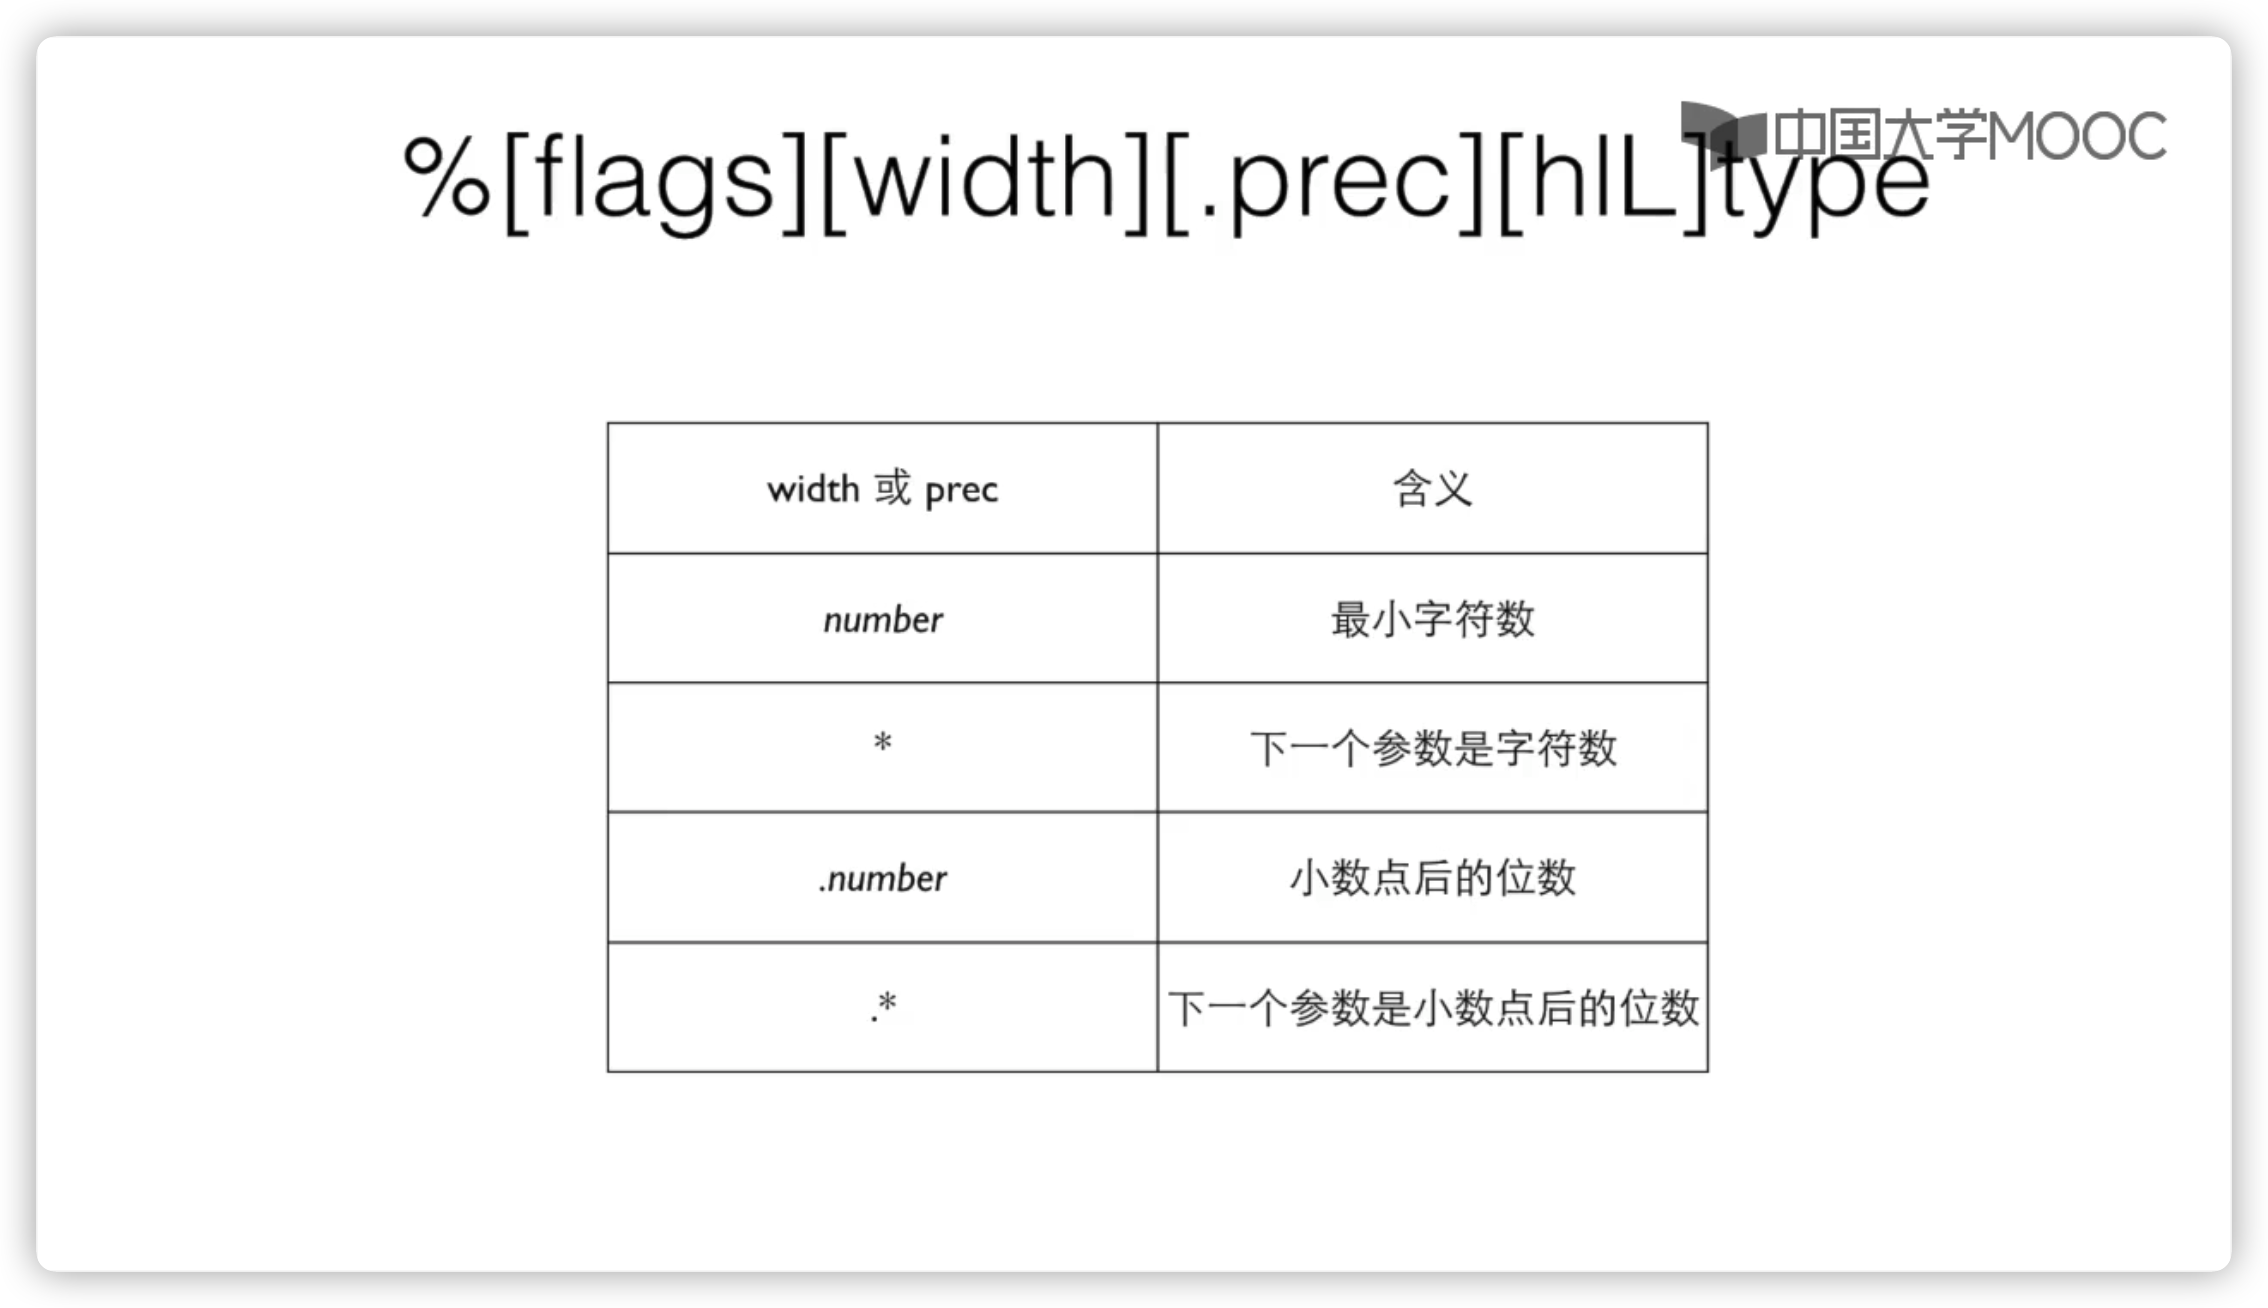 %[flags][width][.prec][hlL]type
中国大学MOOC
width 或 prec
含义
number
最小字符数
*
下一个参数是字符数
.number
小数点后的位数
.*
下一个参数是小数点后的位数